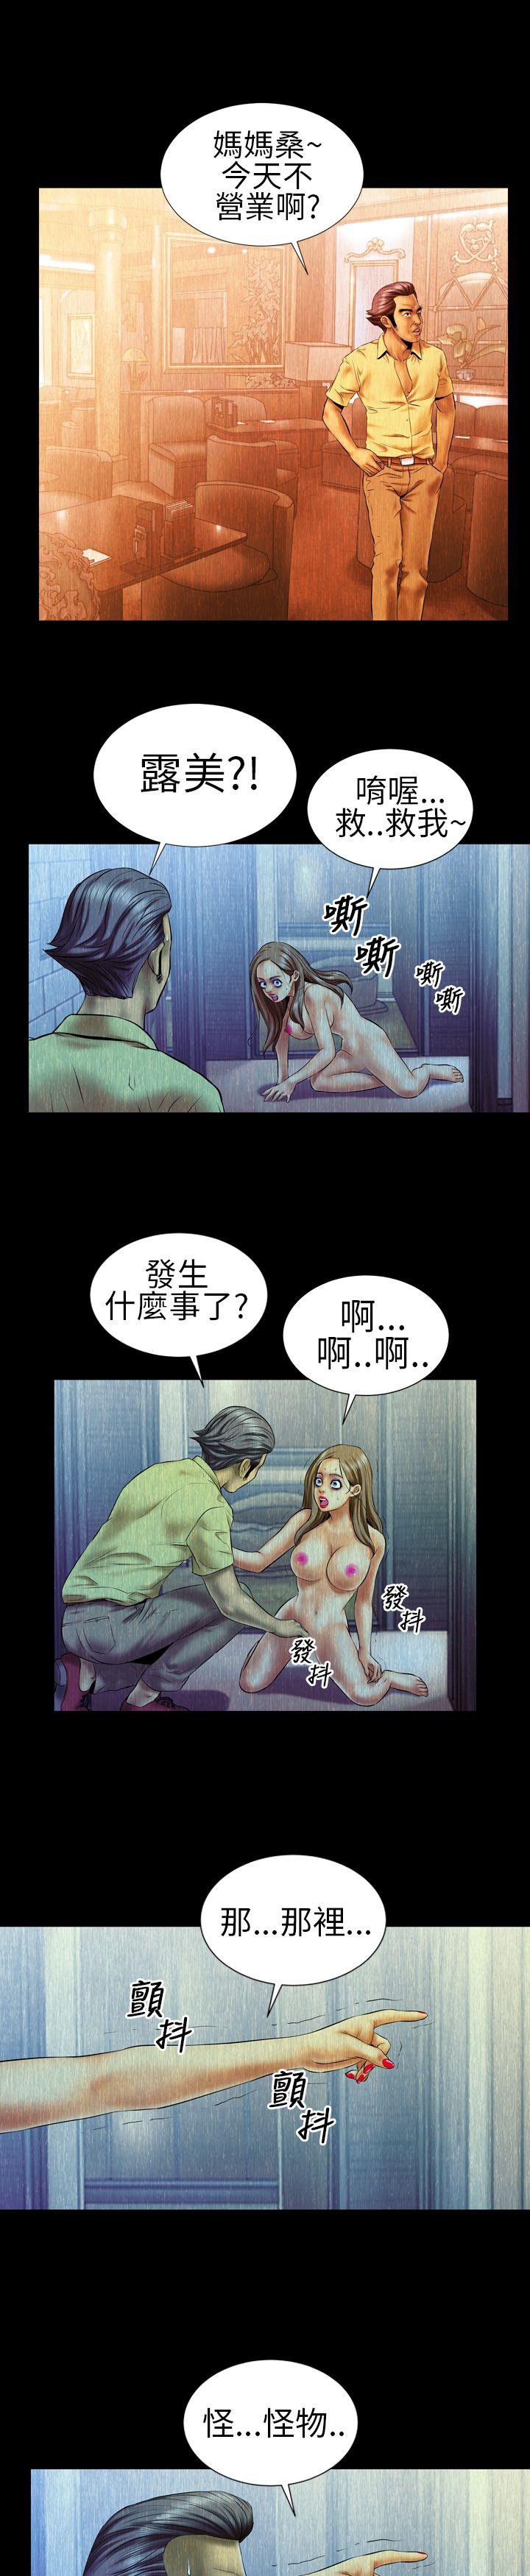 媽媽桑~
今天不
營業啊?
露美?!
唷喔...
救..救我~
嘶
嘶
嘶
嘶
發生
什麼事了?
啊...
啊..啊..
發
抖
發
抖
那...那裡...
顫
抖
顫
抖
怪...怪物..